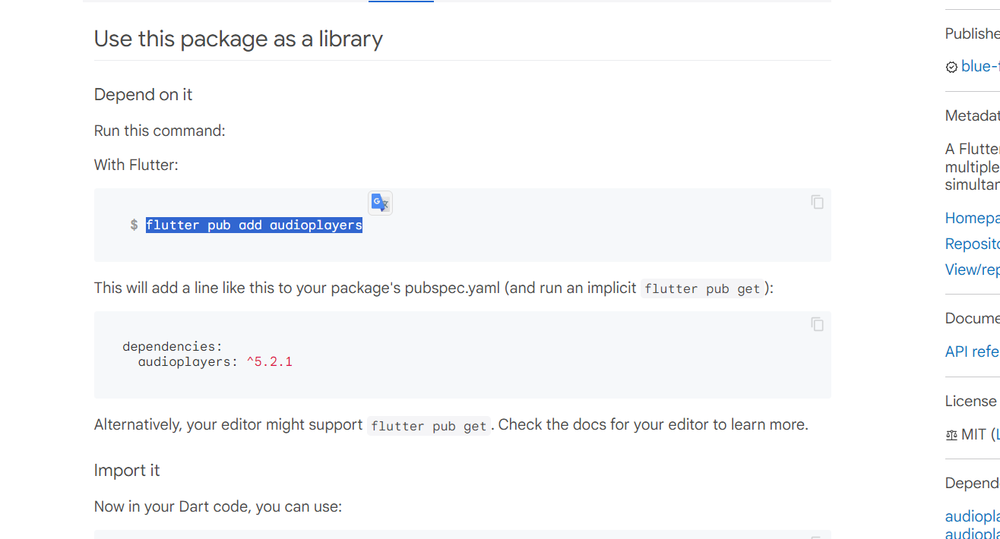 Use this package as a library
Depend on it
Run this command:
With Flutter:
$ flutter pub add audioplayers
This will add a line like this to your package's pubspec.yaml (and run an implicit flutter pub get):
dependencies:
  audioplayers: ^5.2.1
Alternatively, your editor might support flutter pub get. Check the docs for your editor to learn more.
Import it
Now in your Dart code, you can use:
Publishe
blue-
Metadat
A Flutte
multiple
simultan
Homepa
Reposito
View/rep
Docume
API refe
License
MIT (L
Depend
audiopla
audiopla